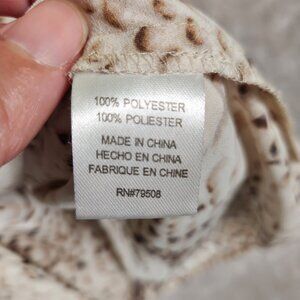 100% POLYESTER
100% POLIESTER
MADE IN CHINA
HECHO EN CHINA
FABRIQUE EN CHINE
RN#79508